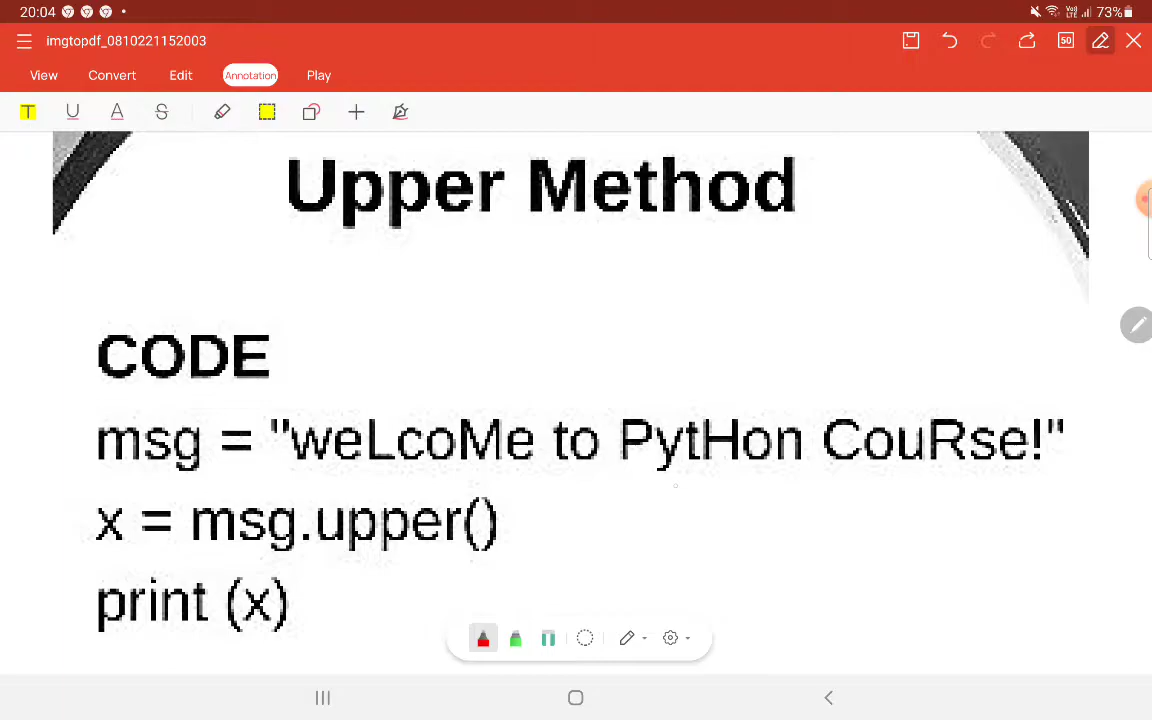 20:04 73%
imgtopdf_0810221152003 50
View Convert Edit Annotation Play
T U A S
Upper Method
CODE
msg = "weLcoMe to PytHon CouRse!"
x = msg.upper()
print (x)